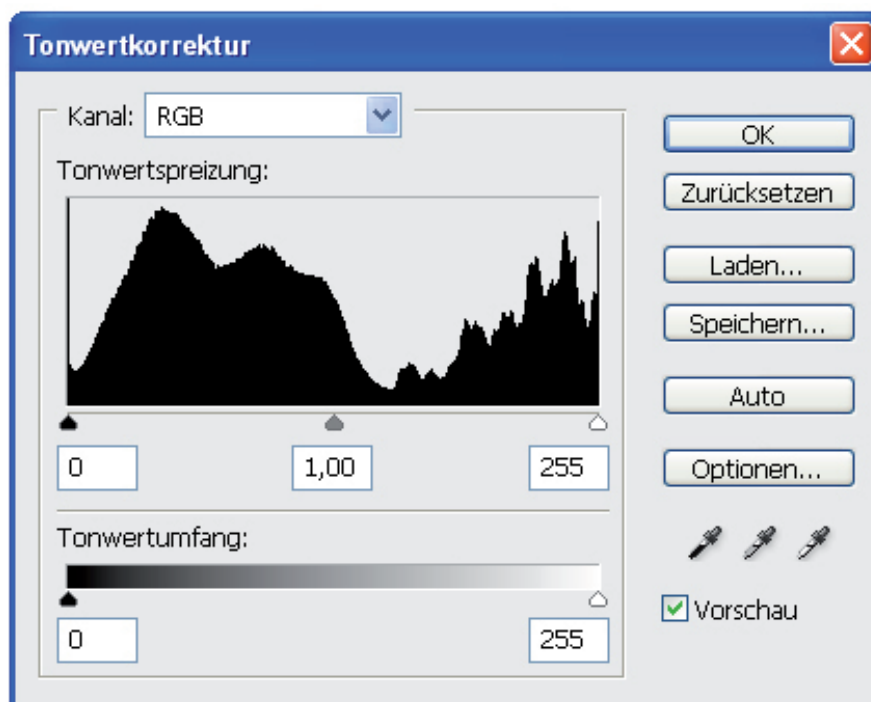 Tonwertkorrektur
Kanal: RGB
Tonwertspreizung:
0 1,00 255
Tonwertumfang:
0 255
OK
Zurücksetzen
Laden...
Speichern...
Auto
Optionen...
Vorschau